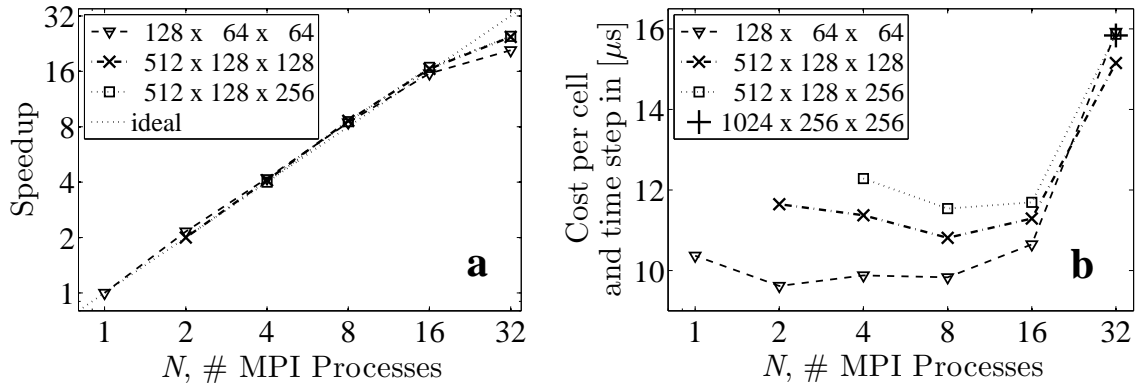 32
16
8
4
2
1
Speedup
128 x 64 x 64
512 x 128 x 128
512 x 128 x 256
ideal
a
1 2 4 8 16 32
N, # MPI Processes
16
14
12
10
Cost per cell
and time step in [μs]
128 x 64 x 64
512 x 128 x 128
512 x 128 x 256
1024 x 256 x 256
b
1 2 4 8 16 32
N, # MPI Processes